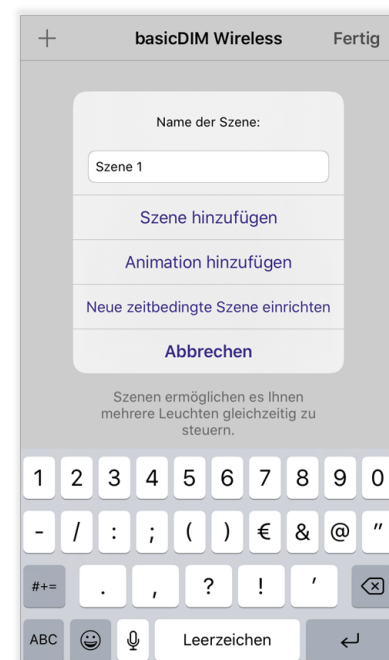 + basicDIM Wireless Fertig
Name der Szene:
Szene 1
Szene hinzufügen
Animation hinzufügen
Neue zeitbedingte Szene einrichten
Abbrechen
Szenen ermöglichen es Ihnen
mehrere Leuchten gleichzeitig zu
steuern.
1 2 3 4 5 6 7 8 9 0
- / : ; ( ) € & @ "
#+= . , ? ! '
ABC Leerzeichen